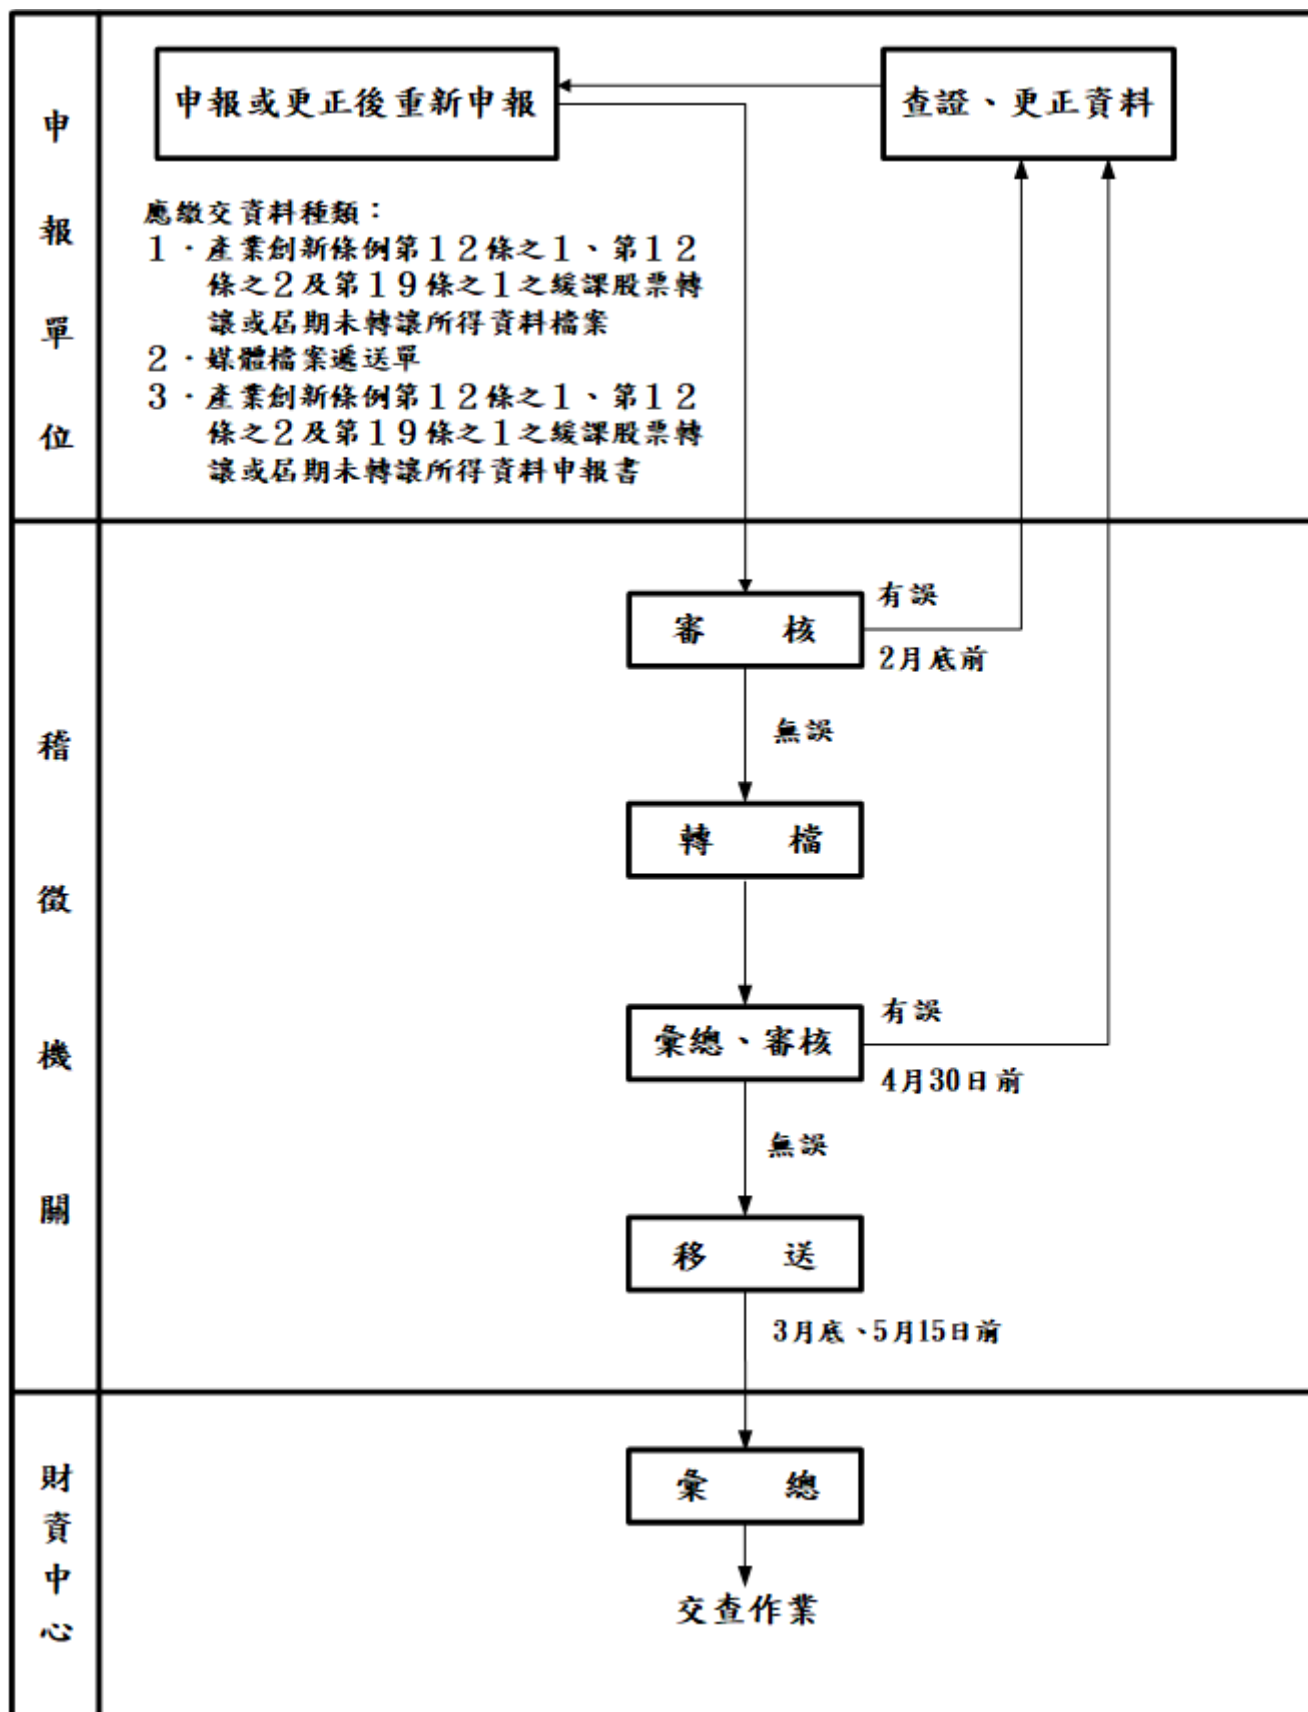 申報單位
申報或更正後重新申報
查證、更正資料
應繳交資料種類：
1．產業創新條例第12條之1、第12
條之2及第19條之1之緩課股票轉
讓或屆期未轉讓所得資料檔案
2．媒體檔案遞送單
3．產業創新條例第12條之1、第12
條之2及第19條之1之緩課股票轉
讓或屆期未轉讓所得資料申報書
稽徵機關
審　核
有誤
2月底前
無誤
轉　檔
彙總、審核
有誤
4月30日前
無誤
移　送
3月底、5月15日前
財資中心
彙　總
交查作業